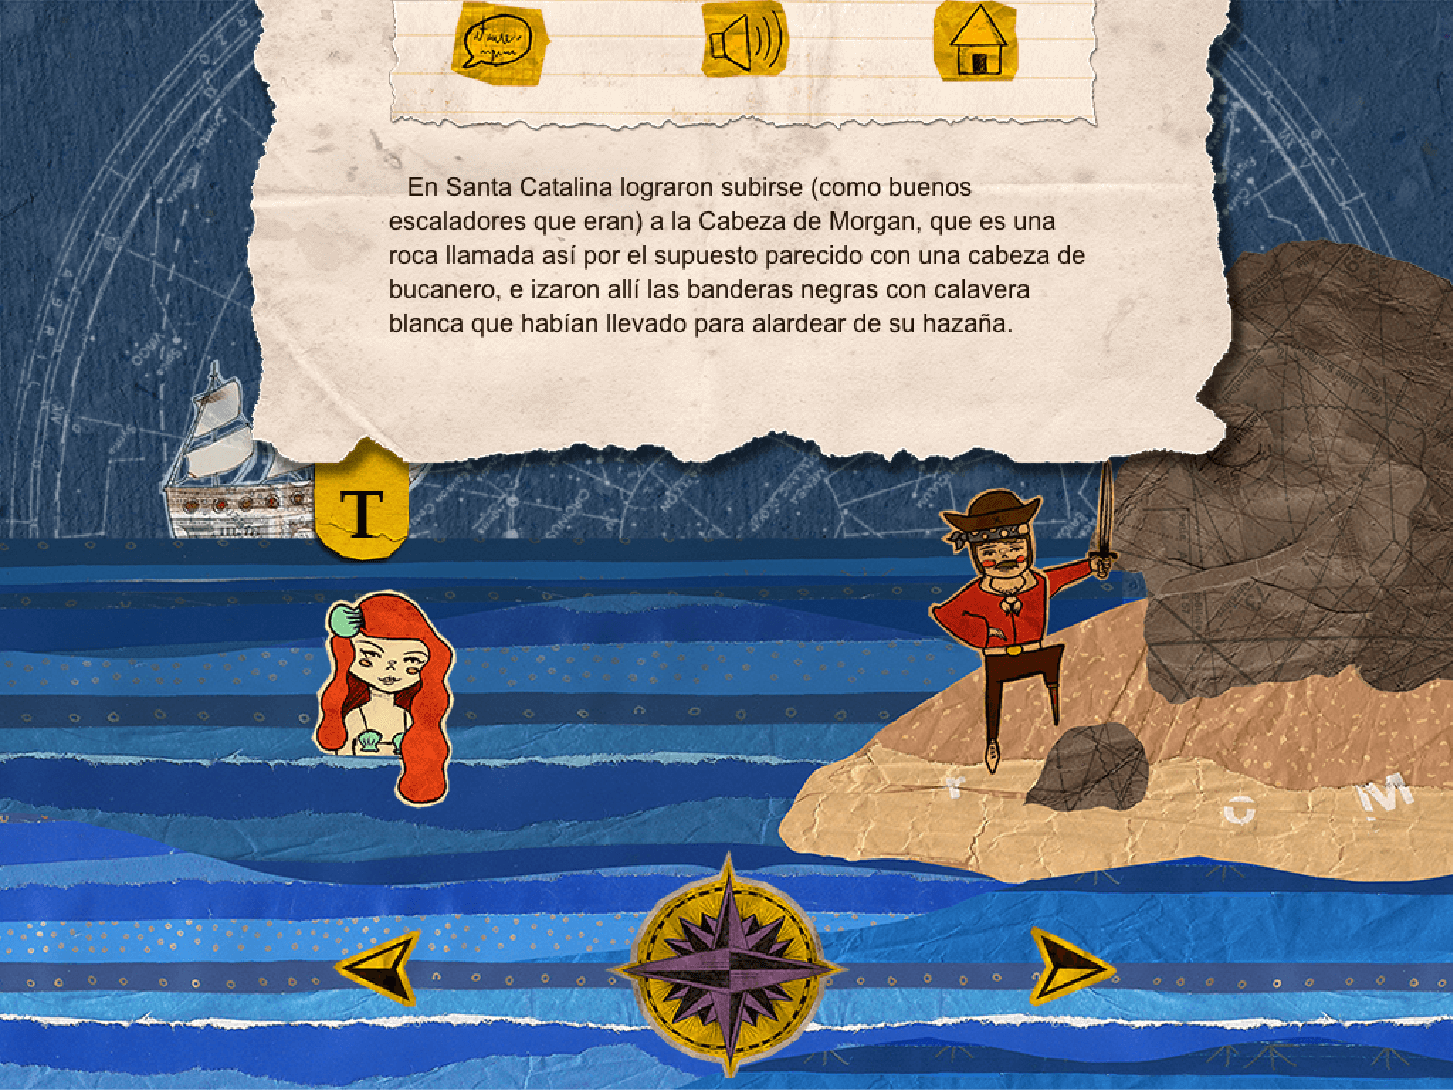 En Santa Catalina lograron subirse (como buenos
escaladores que eran) a la Cabeza de Morgan, que es una
roca llamada así por el supuesto parecido con una cabeza de
bucanero, e izaron allí las banderas negras con calavera
blanca que habían llevado para alardear de su hazaña.
T
r
o
M